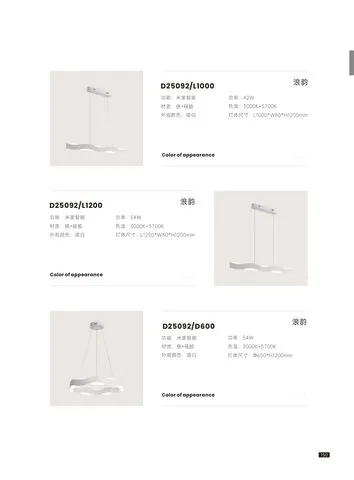 D25092/L1000
浪韵
功能：米家智能
功率：42W
材质：铁+硅胶
色温：3000K+5700K
外观颜色：喷白
灯体尺寸：L1000*W80*H1200mm
Color of appearance
D25092/L1200
浪韵
功能：米家智能
功率：54W
材质：铁+硅胶
色温：3000K+5700K
外观颜色：喷白
灯体尺寸：L1200*W80*H1200mm
Color of appearance
D25092/D600
浪韵
功能：米家智能
功率：54W
材质：铁+硅胶
色温：3000K+5700K
外观颜色：喷白
灯体尺寸：Φ600*H1200mm
Color of appearance
150